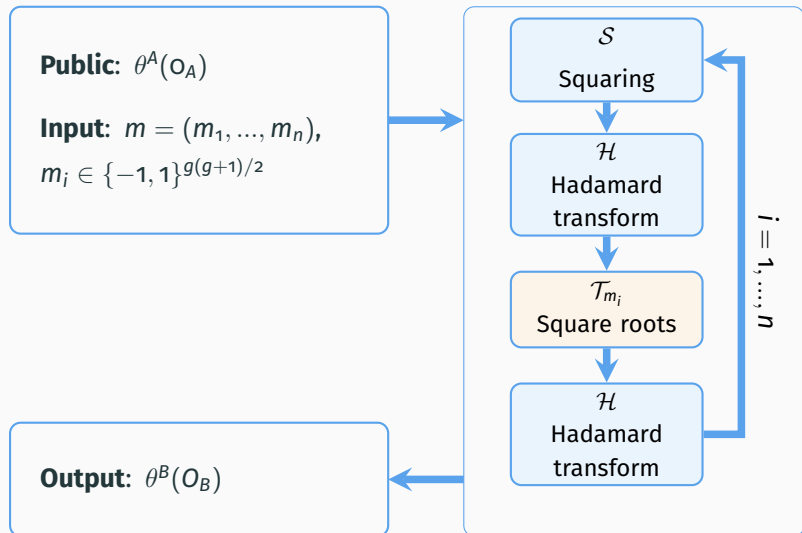 Public: θ^A(0_A)
Input: m = (m_1, ..., m_n),
m_i ∈ {−1, 1}^{g(g+1)/2}
S
Squaring
H
Hadamard
transform
T_{m_i}
Square roots
H
Hadamard
transform
i = 1, ..., n
Output: θ^B(O_B)